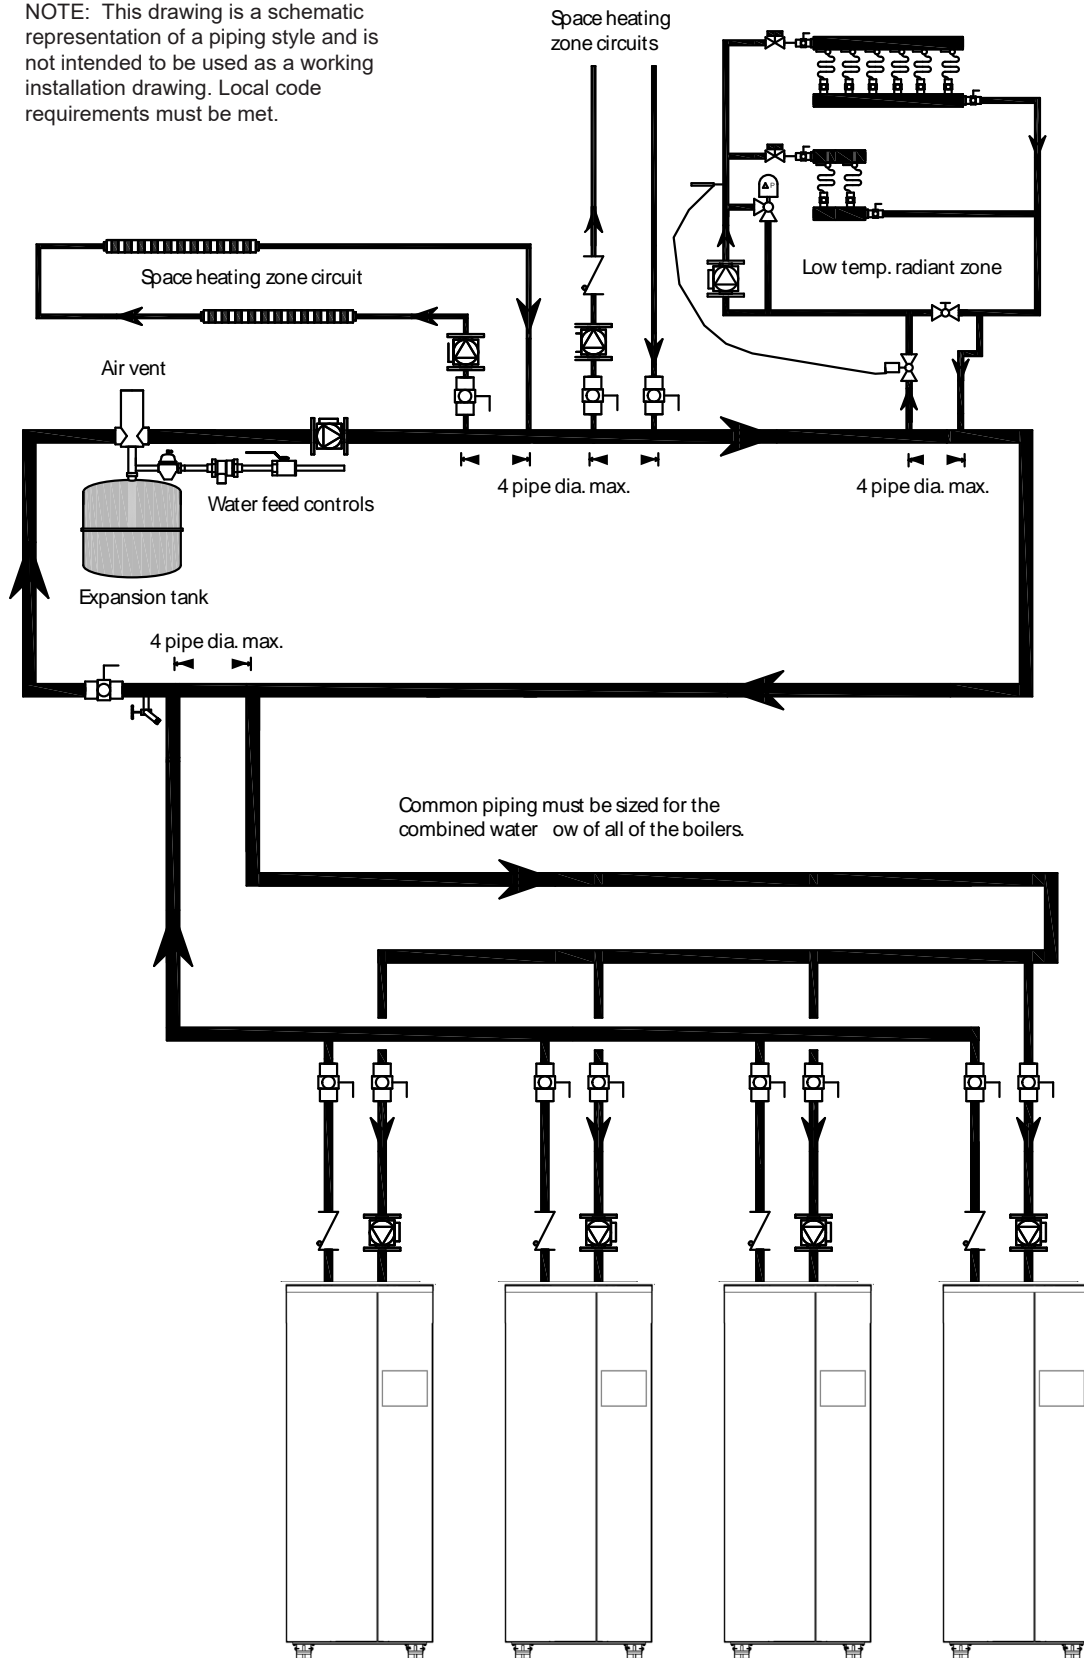 NOTE:  This drawing is a schematic
representation of a piping style and is
not intended to be used as a working
installation drawing. Local code
requirements must be met.
Space heating
zone circuits
ΔP
Low temp. radiant zone
Space heating zone circuit
Air vent
4 pipe dia. max.
4 pipe dia. max.
Water feed controls
Expansion tank
4 pipe dia. max.
Common piping must be sized for the
combined water  ow of all of the boilers.